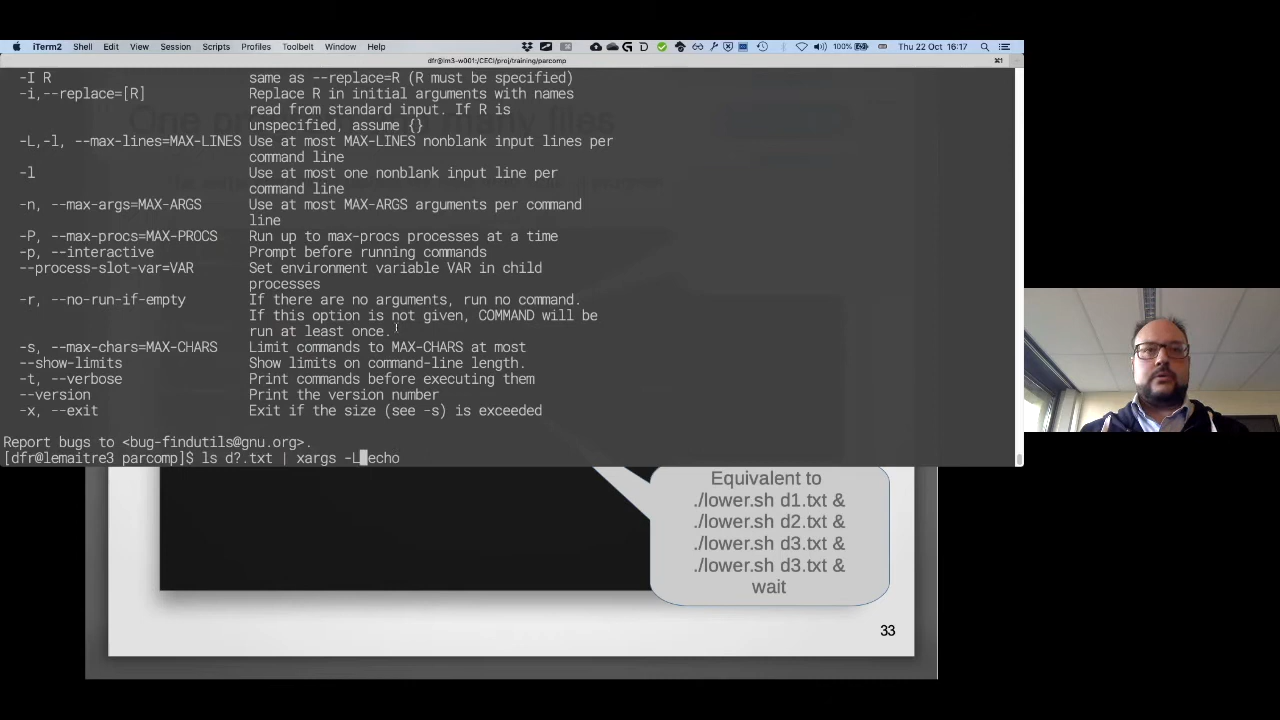 iTerm2 Shell Edit View Session Scripts Profiles Toolbelt Window Help 100% Thu 22 Oct 16:17
dfr@lm3-w001:/CECI/proj/training/parcomp ⌘1
-I R same as --replace=R (R must be specified)
-i,--replace=[R] Replace R in initial arguments with names
read from standard input. If R is
unspecified, assume {}
-L,-l, --max-lines=MAX-LINES Use at most MAX-LINES nonblank input lines per
command line
-l Use at most one nonblank input line per
command line
-n, --max-args=MAX-ARGS Use at most MAX-ARGS arguments per command
line
-P, --max-procs=MAX-PROCS Run up to max-procs processes at a time
-p, --interactive Prompt before running commands
--process-slot-var=VAR Set environment variable VAR in child
processes
-r, --no-run-if-empty If there are no arguments, run no command.
If this option is not given, COMMAND will be
run at least once.
-s, --max-chars=MAX-CHARS Limit commands to MAX-CHARS at most
--show-limits Show limits on command-line length.
-t, --verbose Print commands before executing them
--version Print the version number
-x, --exit Exit if the size (see -s) is exceeded
Report bugs to <bug-findutils@gnu.org>.
[dfr@lemaitre3 parcomp]$ ls d?.txt | xargs -L echo
Equivalent to
./lower.sh d1.txt &
./lower.sh d2.txt &
./lower.sh d3.txt &
./lower.sh d3.txt &
wait
33